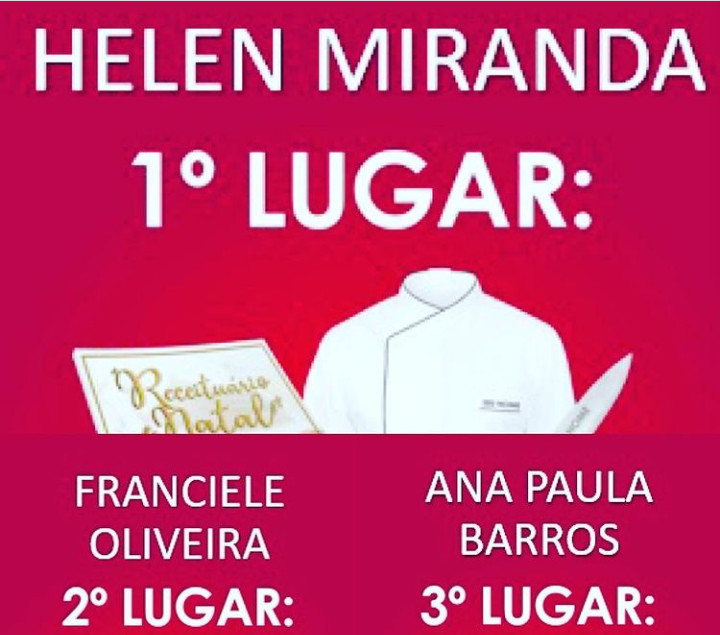 HELEN MIRANDA
1º LUGAR:
Receituário
Natal
FRANCIELE
OLIVEIRA
2º LUGAR:
ANA PAULA
BARROS
3º LUGAR: